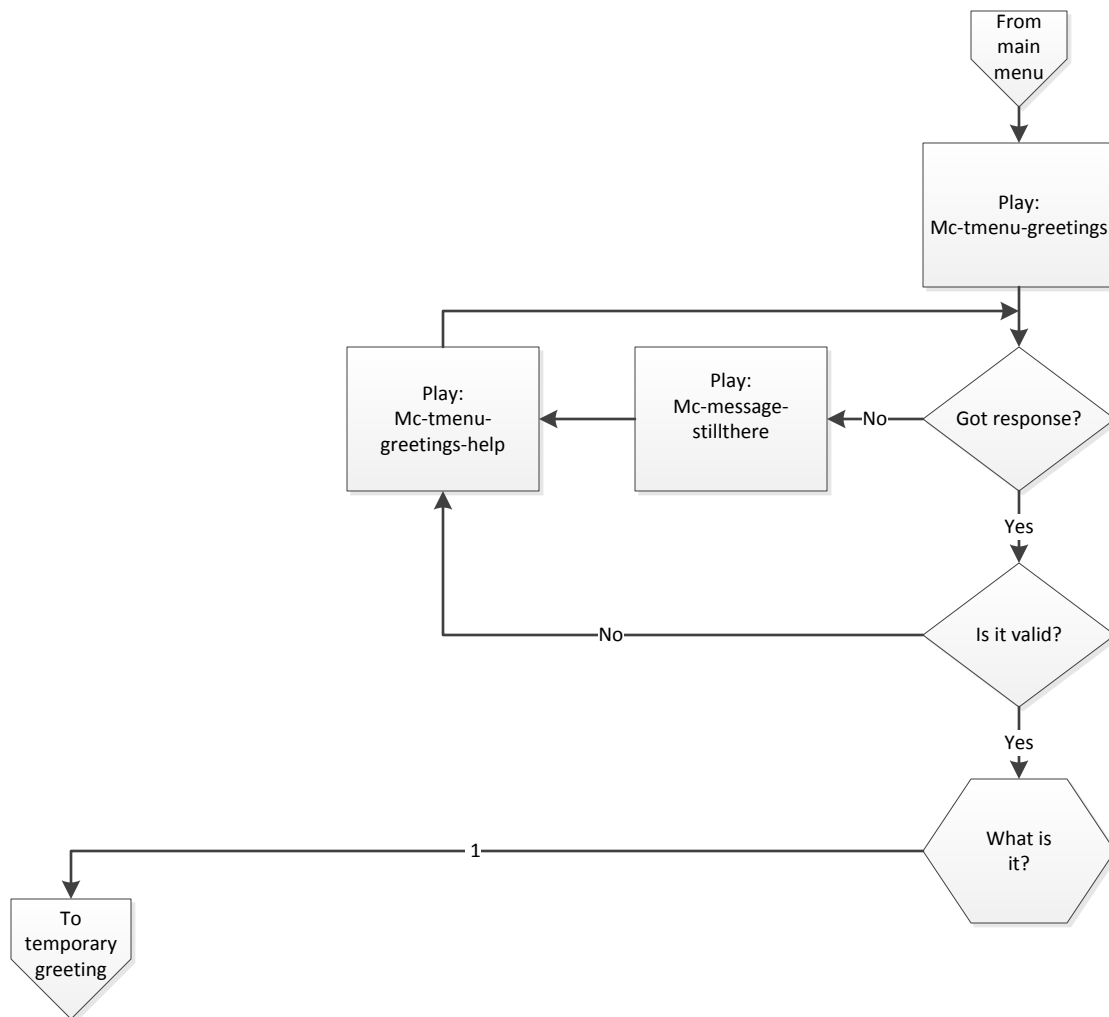 From
main
menu
Play:
Mc-tmenu-greetings
Play:
Mc-tmenu-
greetings-help
Play:
Mc-message-
stillthere
No
Got response?
Yes
No
Is it valid?
Yes
1
What is
it?
To
temporary
greeting